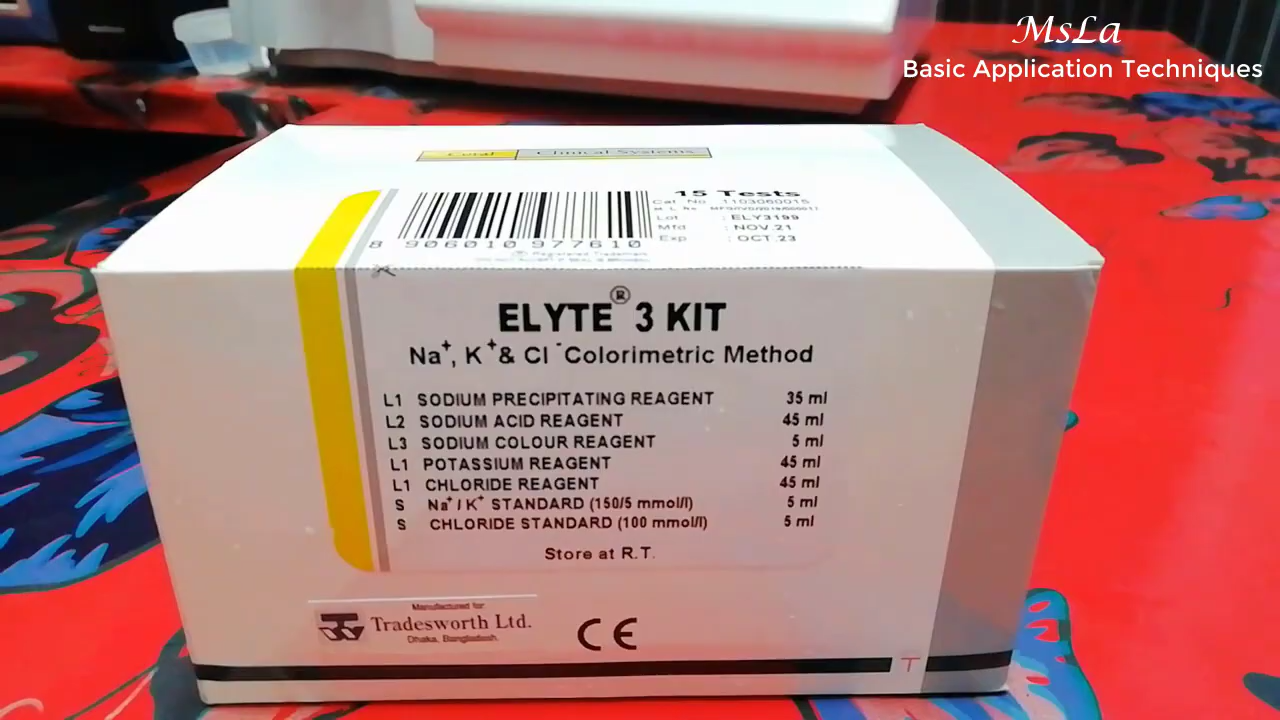 MsLa
Basic Application Techniques
Coral Clinical Systems
15 Tests
Cat No. : 1103060015
Lot : ELY3199
Mfd : NOV.21
Exp : OCT.23
8 906010 977610
® Registered Trademark
ELYTE® 3 KIT
Na⁺, K⁺ & Cl⁻ Colorimetric Method
L1 SODIUM PRECIPITATING REAGENT 35 ml
L2 SODIUM ACID REAGENT 45 ml
L3 SODIUM COLOUR REAGENT 5 ml
L1 POTASSIUM REAGENT 45 ml
L1 CHLORIDE REAGENT 45 ml
S Na⁺ / K⁺ STANDARD (150/5 mmol/l) 5 ml
S CHLORIDE STANDARD (100 mmol/l) 5 ml
Store at R.T.
Manufactured for:
Tradesworth Ltd.
Dhaka, Bangladesh
CE
T